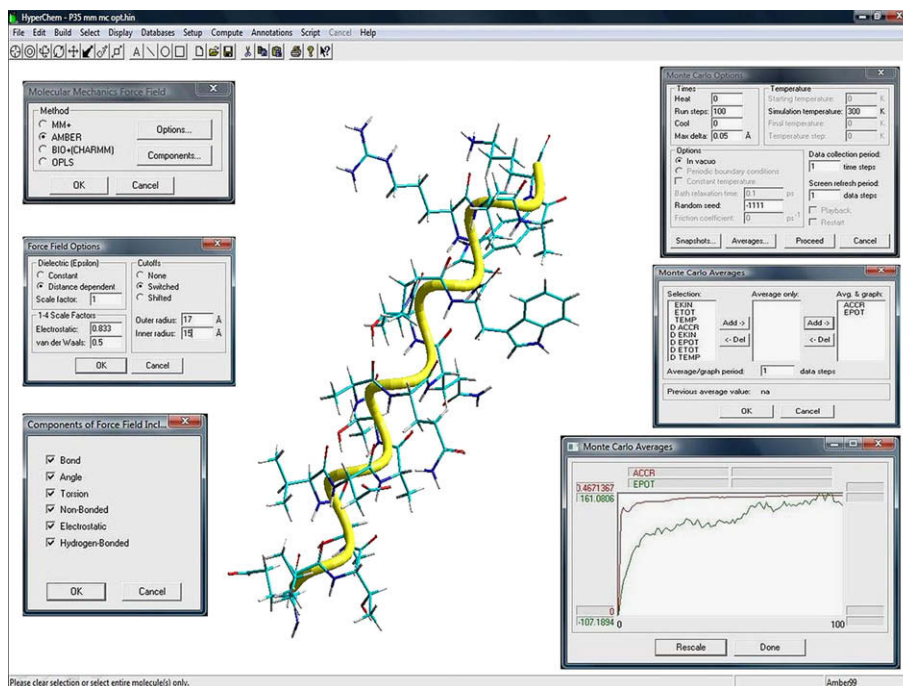 HyperChem - P35 mm mc opt.hin
File Edit Build Select Display Databases Setup Compute Annotations Script Cancel Help
Molecular Mechanics Force Field
Method
MM+
AMBER
BIO+(CHARMM)
OPLS
Options...
Components...
OK Cancel
Force Field Options
Dielectric (Epsilon)
Constant
Distance dependent
Scale factor: 1
1-4 Scale Factors
Electrostatic: 0.833
van der Waals: 0.5
Cutoffs
None
Switched
Shifted
Outer radius: 17 Å
Inner radius: 15 Å
OK Cancel
Components of Force Field Incl...
Bond
Angle
Torsion
Non-Bonded
Electrostatic
Hydrogen-Bonded
OK Cancel
Monte Carlo Options
Times
Heat 0
Run steps: 100
Cool 0
Max delta: 0.05 Å
Temperature
Starting temperature: 0 K
Simulation temperature: 300 K
Final temperature: 0 K
Temperature step: 0 K
Options
In vacuo
Periodic boundary conditions
Constant temperature
Bath relaxation time: 0.1 ps
Random seed: -1111
Friction coefficient: 0 ps -1
Data collection period:
1 time steps
Screen refresh period:
1 data steps
Playback
Restart
Snapshots... Averages... Proceed Cancel
Monte Carlo Averages
Selection: Average only: Avg. & graph:
EKIN
ETOT
TEMP
D ACCR
D EKIN
D EPOT
D ETOT
D TEMP
Add ->
<- Del
Add ->
<- Del
ACCR
EPOT
Average/graph period: 1 data steps
Previous average value: na
OK Cancel
Monte Carlo Averages
ACCR
EPOT
0.4671367
161.0806
0
-107.1894
0 100
Rescale Done
Please clear selection or select entire molecule(s) only.
Amber99